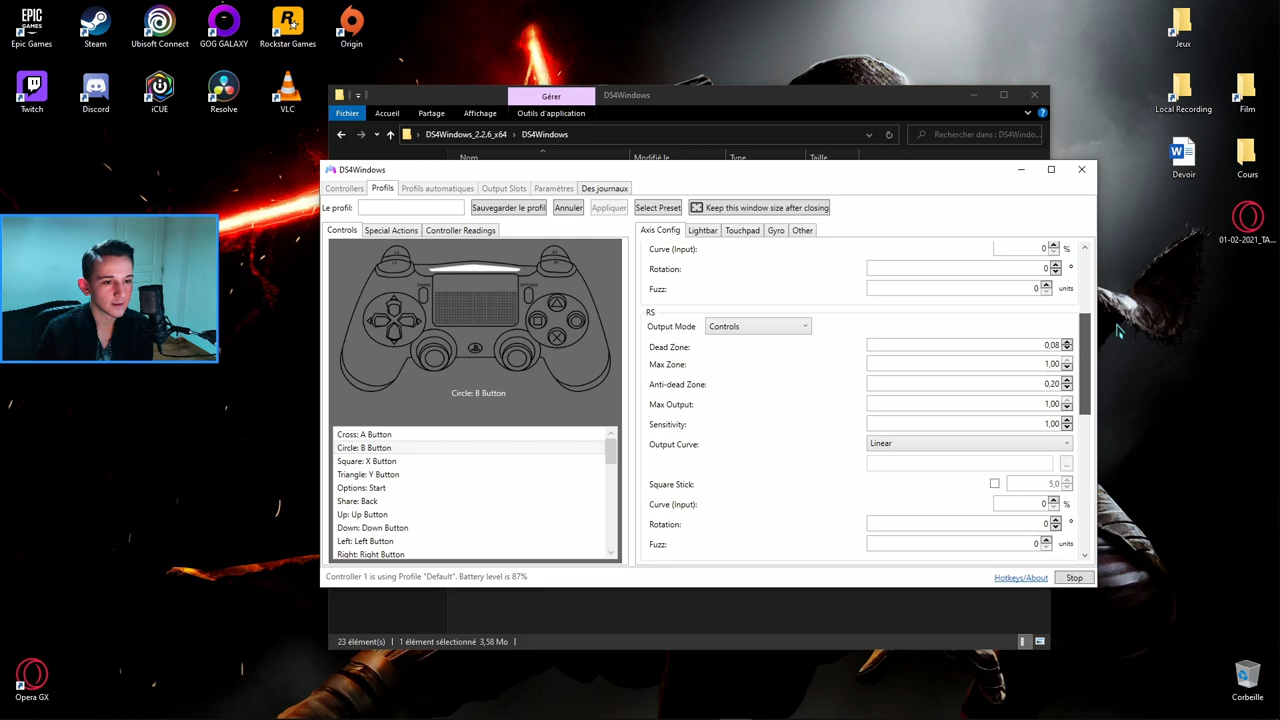 EPIC
GAMES
Epic Games
Steam
Ubisoft Connect
GOG GALAXY
Rockstar Games
Origin
Twitch
Discord
iCUE
Resolve
VLC
Jeux
Local Recording
Film
Devoir
Cours
01-02-2021_TA...
Opera GX
Corbeille
Gérer
DS4Windows
Fichier
Accueil
Partage
Affichage
Outils d'application
DS4Windows_2.2.6_x64 > DS4Windows
Rechercher dans : DS4Windo...
Nom
Modifié le
Type
Taille
DS4Windows
Controllers
Profils
Profils automatiques
Output Slots
Paramètres
Des journaux
Le profil:
Sauvegarder le profil
Annuler
Appliquer
Select Preset
Keep this window size after closing
Controls
Special Actions
Controller Readings
Axis Config
Lightbar
Touchpad
Gyro
Other
SHARE
OPTIONS
Circle: B Button
Cross: A Button
Circle: B Button
Square: X Button
Triangle: Y Button
Options: Start
Share: Back
Up: Up Button
Down: Down Button
Left: Left Button
Right: Right Button
Curve (Input): 0 %
Rotation: 0 °
Fuzz: 0 units
RS
Output Mode Controls
Dead Zone: 0,08
Max Zone: 1,00
Anti-dead Zone: 0,20
Max Output: 1,00
Sensitivity: 1,00
Output Curve: Linear
...
Square Stick: 5,0
Curve (Input): 0 %
Rotation: 0 °
Fuzz: 0 units
Controller 1 is using Profile "Default". Battery level is 87%
Hotkeys/About
Stop
23 élément(s)
1 élément sélectionné 3,58 Mo